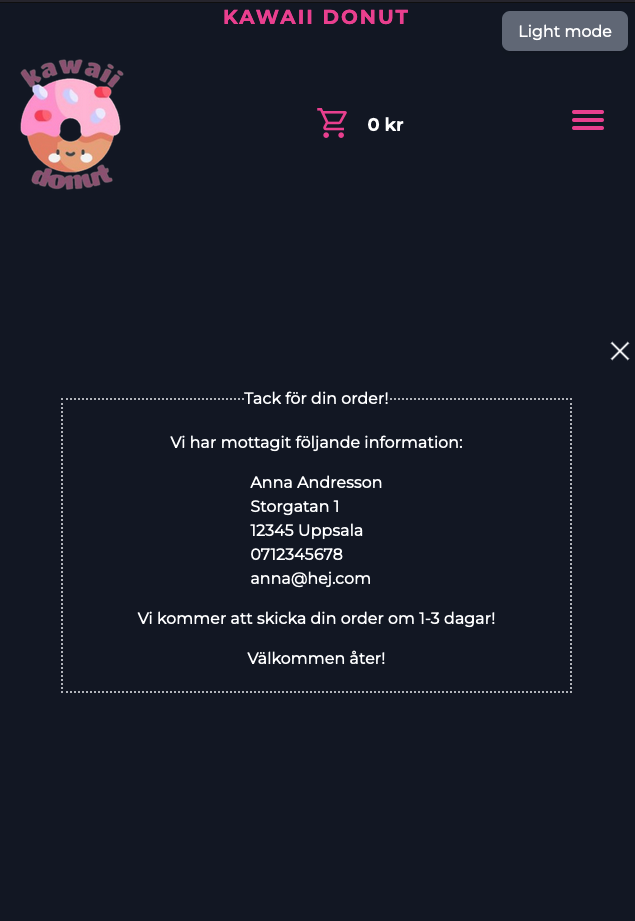 KAWAII DONUT
Light mode
kawaii
donut
0 kr
Tack för din order!
Vi har mottagit följande information:
Anna Andresson
Storgatan 1
12345 Uppsala
0712345678
anna@hej.com
Vi kommer att skicka din order om 1-3 dagar!
Välkommen åter!